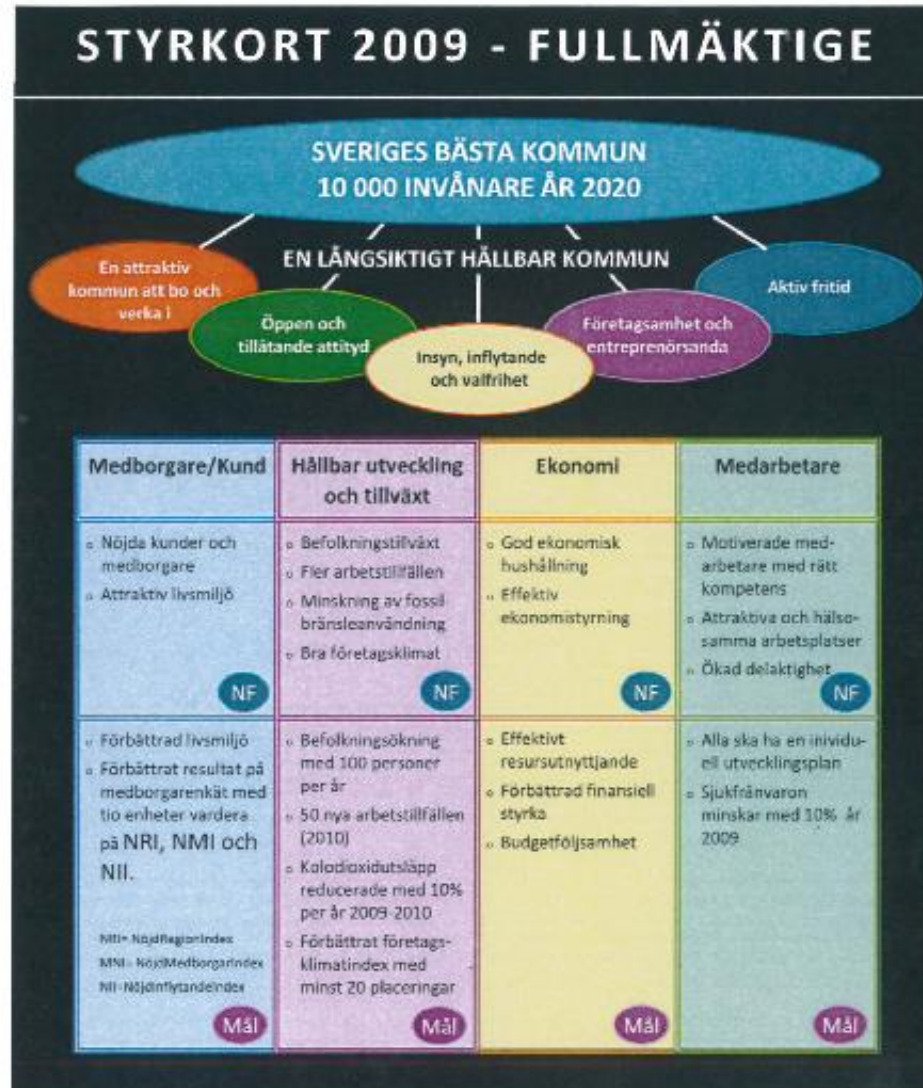 STYRKORT 2009 - FULLMÄKTIGE
SVERIGES BÄSTA KOMMUN
10 000 INVÅNARE ÅR 2020
EN LÅNGSIKTIGT HÅLLBAR KOMMUN
En attraktiv
kommun att bo och
verka i
Öppen och
tillåtande attityd
Insyn, inflytande
och valfrihet
Företagsamhet och
entreprenörsanda
Aktiv fritid
Medborgare/Kund
◦ Nöjda kunder och
medborgare
◦ Attraktiv livsmiljö
NF
◦ Förbättrad livsmiljö
◦ Förbättrat resultat på
medborgarenkät med
tio enheter vardera
på NRI, NMI och
NII.
NRI= NöjdRegionIndex
MNI= NöjdMedborgarIndex
NII=NöjdInflytandeIndex
Mål
Hållbar utveckling
och tillväxt
◦ Befolkningstillväxt
◦ Fler arbetstillfällen
◦ Minskning av fossil
bränsleanvändning
◦ Bra företagsklimat
NF
◦ Befolkningsökning
med 100 personer
per år
◦ 50 nya arbetstillfällen
(2010)
◦ Kolodioxidutsläpp
reducerade med 10%
per år 2009-2010
◦ Förbättrat företags-
klimatindex med
minst 20 placeringar
Mål
Ekonomi
◦ God ekonomisk
hushållning
◦ Effektiv
ekonomistyrning
NF
◦ Effektivt
resursutnyttjande
◦ Förbättrad finansiell
styrka
◦ Budgetföljsamhet
Mål
Medarbetare
◦ Motiverade med-
arbetare med rätt
kompetens
◦ Attraktiva och hälso-
samma arbetsplatser
◦ Ökad delaktighet
NF
◦ Alla ska ha en inividu-
ell utvecklingsplan
◦ Sjukfrånvaron
minskar med 10% år
2009
Mål